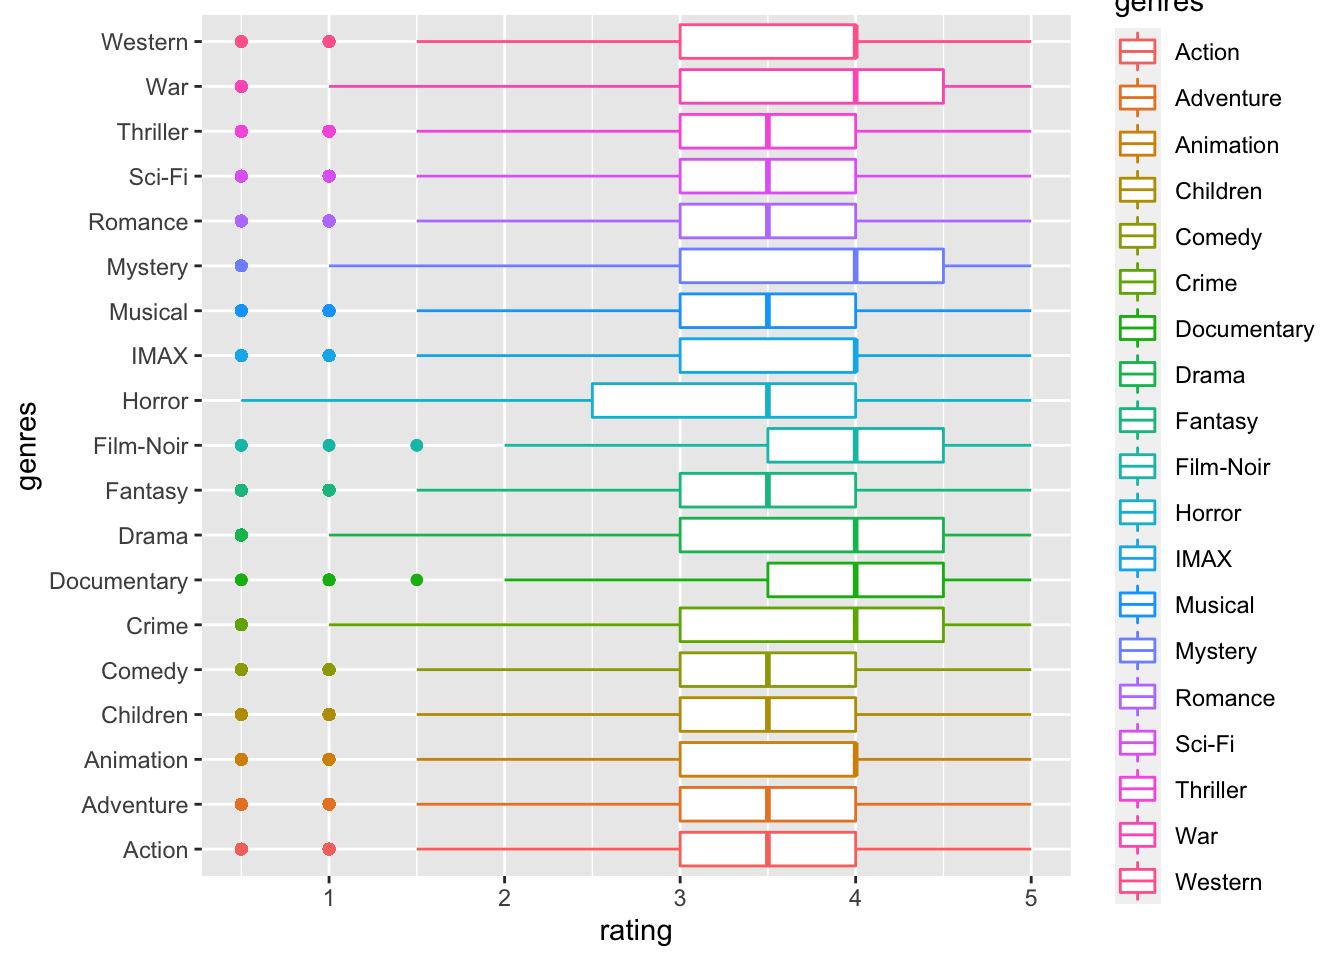 genres
Western
War
Thriller
Sci-Fi
Romance
Mystery
Musical
IMAX
Horror
Film-Noir
Fantasy
Drama
Documentary
Crime
Comedy
Children
Animation
Adventure
Action
1 2 3 4 5
rating
genres
Action
Adventure
Animation
Children
Comedy
Crime
Documentary
Drama
Fantasy
Film-Noir
Horror
IMAX
Musical
Mystery
Romance
Sci-Fi
Thriller
War
Western